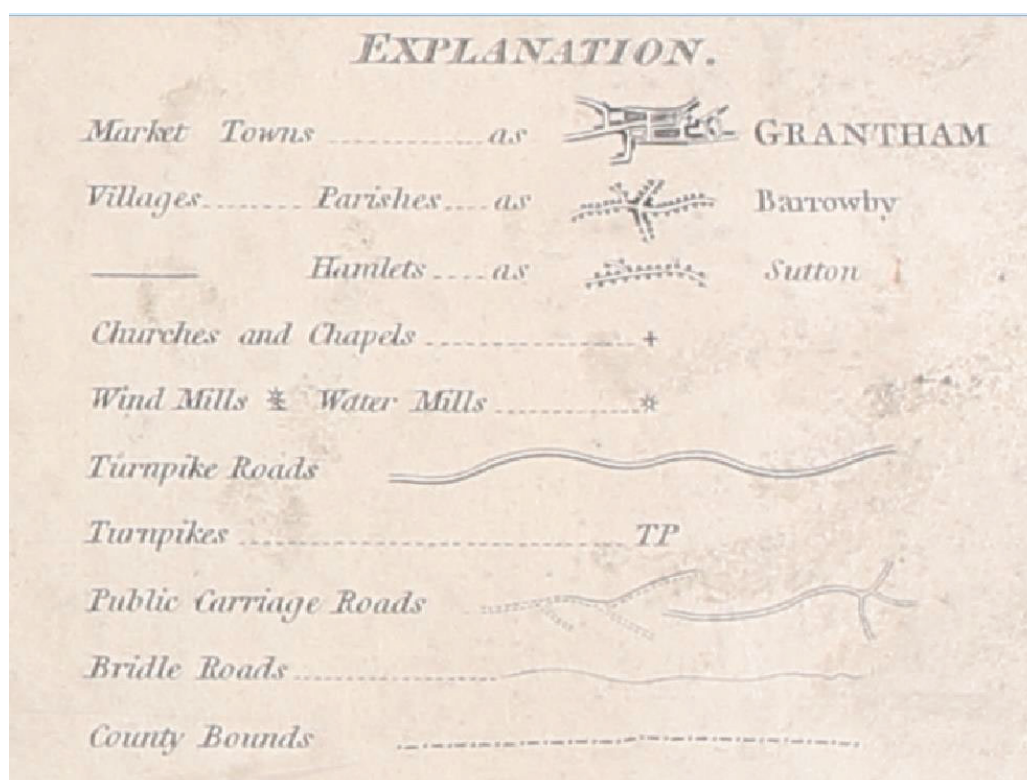 EXPLANATION.
Market Towns as GRANTHAM
Villages Parishes as Barrowby
Hamlets as Sutton
Churches and Chapels
Wind Mills Water Mills
Turnpike Roads
Turnpikes TP
Public Carriage Roads
Bridle Roads
County Bounds